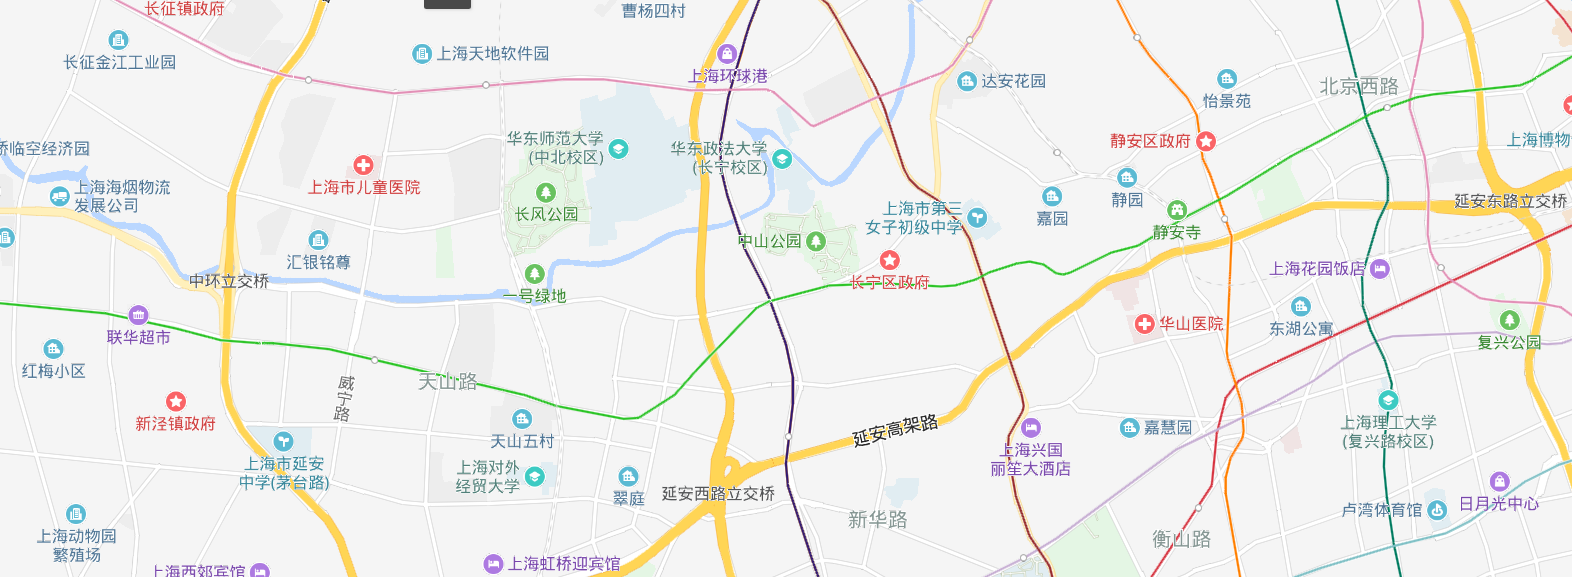 长征镇政府
曹杨四村
长征金江工业园
上海天地软件园
上海环球港
达安花园
怡景苑
北京西路
桥临空经济园
上海市儿童医院
华东师范大学
(中北校区)
华东政法大学
(长宁校区)
静安区政府
上海博物
上海海烟物流
发展公司
长风公园
上海市第三
女子初级中学
嘉园
静园
静安寺
延安东路立交桥
汇银铭尊
中山公园
中环立交桥
一号绿地
长宁区政府
上海花园饭店
联华超市
华山医院
东湖公寓
复兴公园
红梅小区
威宁路
天山路
新泾镇政府
天山五村
延安高架路
嘉慧园
上海理工大学
(复兴路校区)
上海市延安
中学(茅台路)
上海对外
经贸大学
翠庭
延安西路立交桥
上海兴国
丽笙大酒店
新华路
卢湾体育馆
日月光中心
上海动物园
繁殖场
衡山路
上海西郊宾馆
上海虹桥迎宾馆